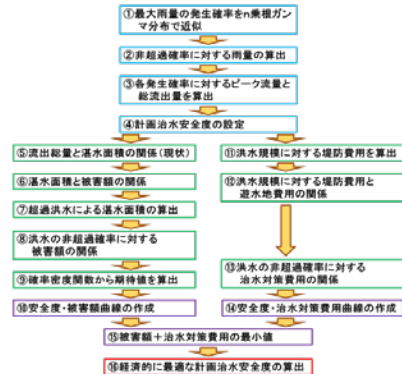 ①最大雨量の発生確率をn乗根ガン
マ分布で近似
②非超過確率に対する雨量の算出
③各発生確率に対するピーク流量と
総流出量を算出
④計画治水安全度の設定
⑤流出総量と湛水面積の関係(現状)
⑥湛水面積と被害額の関係
⑦超過洪水による湛水面積の算出
⑧洪水の非超過確率に対する
被害額の関係
⑨確率密度関数から期待値を算出
⑩安全度・被害額曲線の作成
⑪洪水規模に対する堤防費用を算出
⑫洪水規模に対する堤防費用と
遊水地費用の関係
⑬洪水の非超過確率に対する
治水対策費用の関係
⑭安全度・治水対策費用曲線の作成
⑮被害額+治水対策費用の最小値
⑯経済的に最適な計画治水安全度の算出